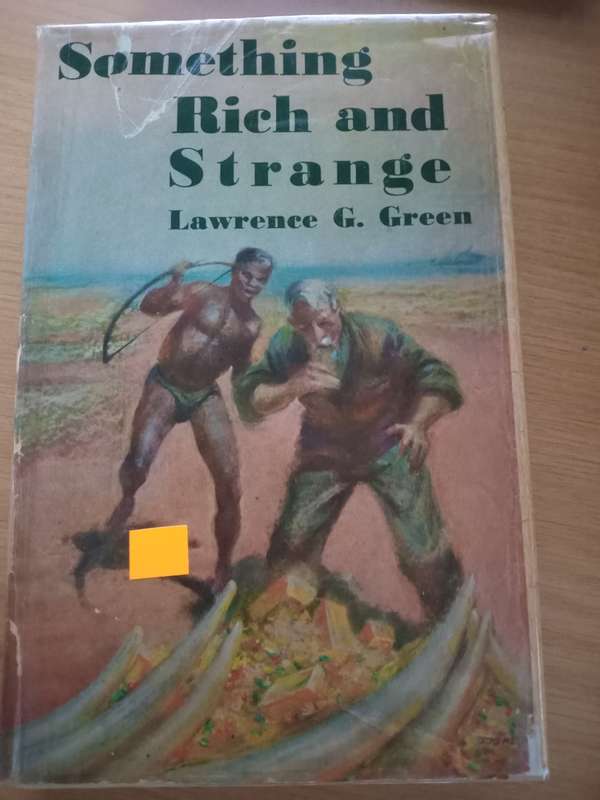 Something
Rich and
Strange
Lawrence G. Green